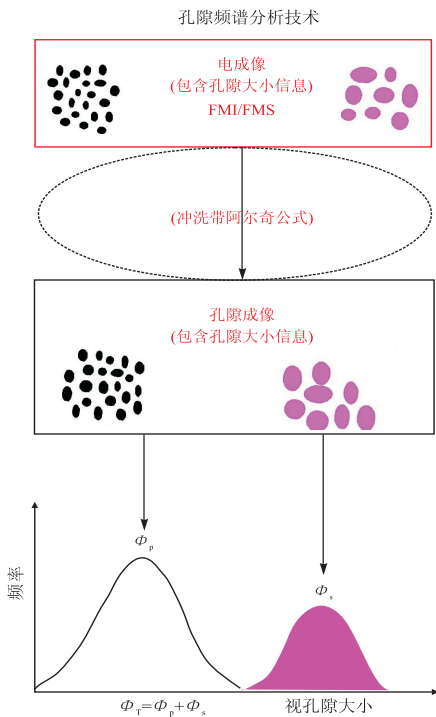 孔隙频谱分析技术
电成像
(包含孔隙大小信息)
FMI/FMS
(冲洗带阿尔奇公式)
孔隙成像
(包含孔隙大小信息)
Φp
Φs
频率
ΦT=Φp+Φs
视孔隙大小